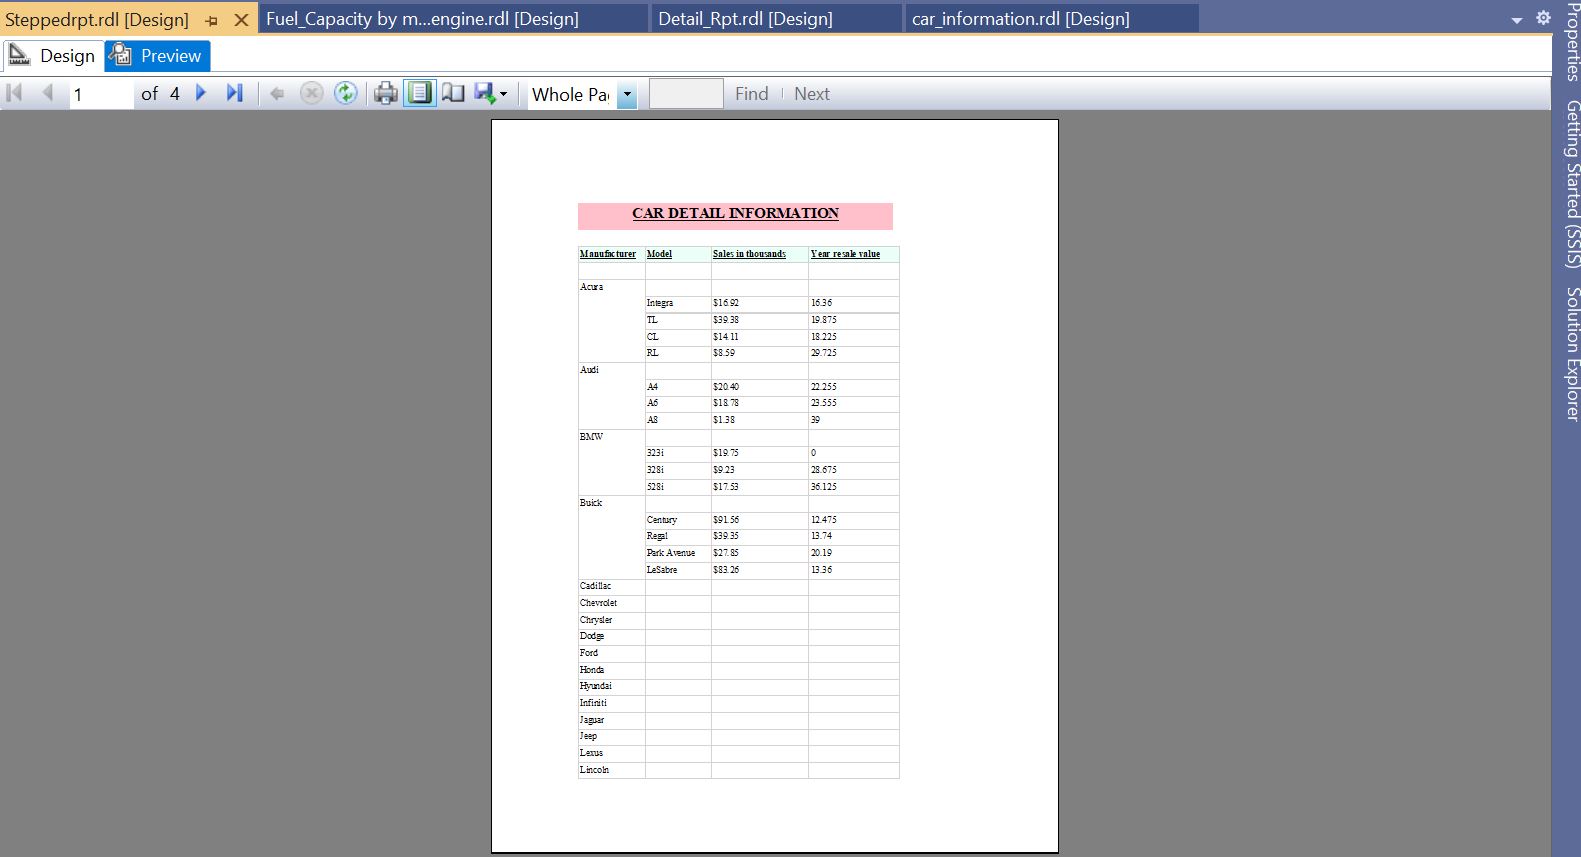 Steppedrpt.rdl [Design] Fuel_Capacity by m...engine.rdl [Design] Detail_Rpt.rdl [Design] car_information.rdl [Design]
Design Preview
1 of 4 Whole Pa Find Next
Properties
Getting Started (SSIS)
Solution Explorer
CAR DETAIL INFORMATION
Manufacturer Model Sales in thousands Year resale value
Acura
Integra $16.92 16.36
TL $39.38 19.875
CL $14.11 18.225
RL $8.59 29.725
Audi
A4 $20.40 22.255
A6 $18.78 23.555
A8 $1.38 39
BMW
323i $19.75 0
328i $9.23 28.675
528i $17.53 36.125
Buick
Century $91.56 12.475
Regal $39.35 13.74
Park Avenue $27.85 20.19
LeSabre $83.26 13.36
Cadillac
Chevrolet
Chrysler
Dodge
Ford
Honda
Hyundai
Infiniti
Jaguar
Jeep
Lexus
Lincoln